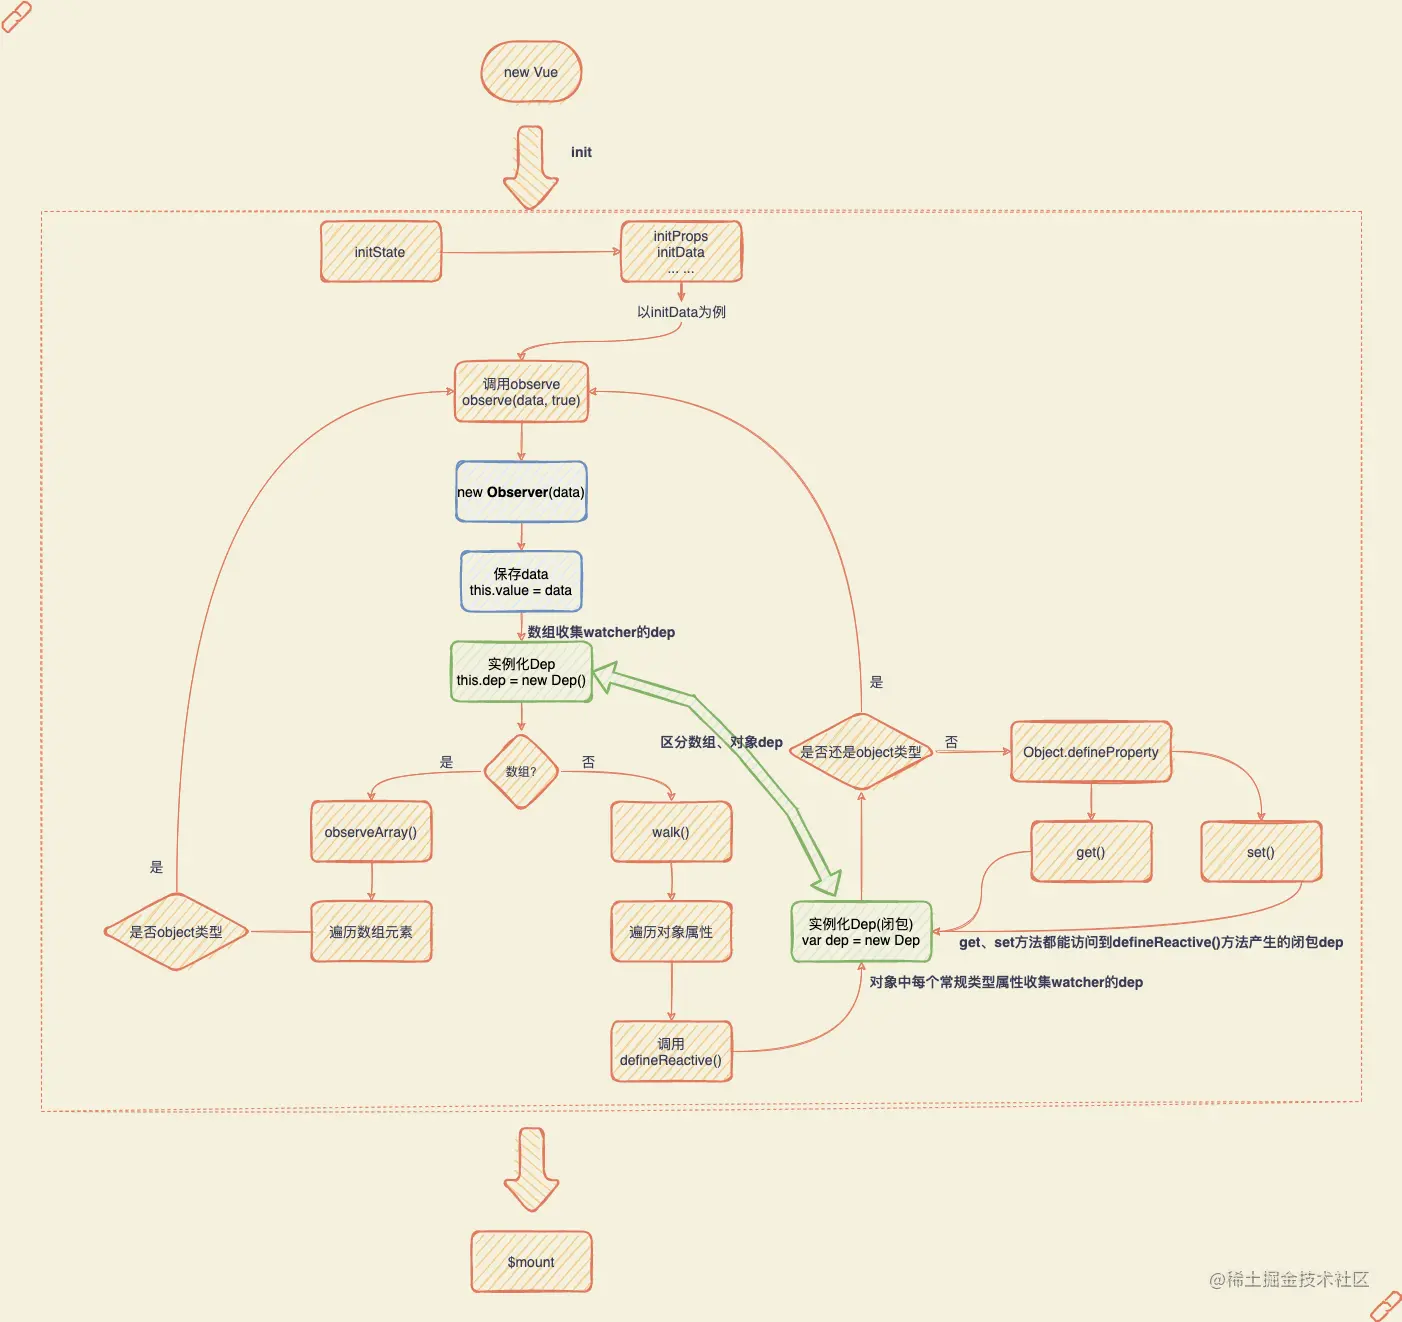 new Vue
init
initState
initProps
initData
... ...
以initData为例
调用observe
observe(data, true)
new Observer(data)
保存data
this.value = data
数组收集watcher的dep
实例化Dep
this.dep = new Dep()
区分数组、对象dep
数组?
是
否
observeArray()
walk()
遍历数组元素
是否object类型
是
遍历对象属性
调用
defineReactive()
对象中每个常规类型属性收集watcher的dep
实例化Dep(闭包)
var dep = new Dep
是否还是object类型
是
否
Object.defineProperty
get()
set()
get、set方法都能访问到defineReactive()方法产生的闭包dep
$mount
@稀土掘金技术社区